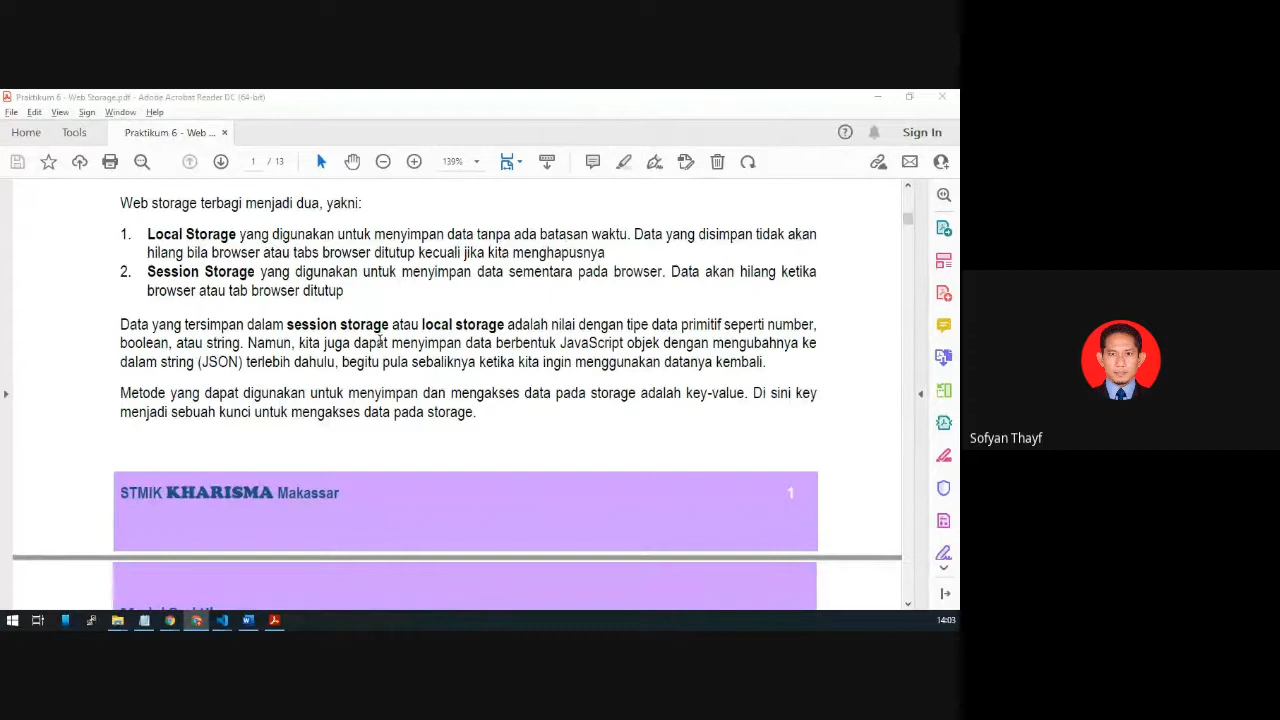 Praktikum 6 - Web Storage.pdf - Adobe Acrobat Reader DC (64-bit)
File Edit View Sign Window Help
Home Tools Praktikum 6 - Web ... × Sign In
1 / 13 139%
Web storage terbagi menjadi dua, yakni:
1. Local Storage yang digunakan untuk menyimpan data tanpa ada batasan waktu. Data yang disimpan tidak akan
hilang bila browser atau tabs browser ditutup kecuali jika kita menghapusnya
2. Session Storage yang digunakan untuk menyimpan data sementara pada browser. Data akan hilang ketika
browser atau tab browser ditutup
Data yang tersimpan dalam session storage atau local storage adalah nilai dengan tipe data primitif seperti number,
boolean, atau string. Namun, kita juga dapat menyimpan data berbentuk JavaScript objek dengan mengubahnya ke
dalam string (JSON) terlebih dahulu, begitu pula sebaliknya ketika kita ingin menggunakan datanya kembali.
Metode yang dapat digunakan untuk menyimpan dan mengakses data pada storage adalah key-value. Di sini key
menjadi sebuah kunci untuk mengakses data pada storage.
STMIK KHARISMA Makassar 1
Sofyan Thayf
14:03